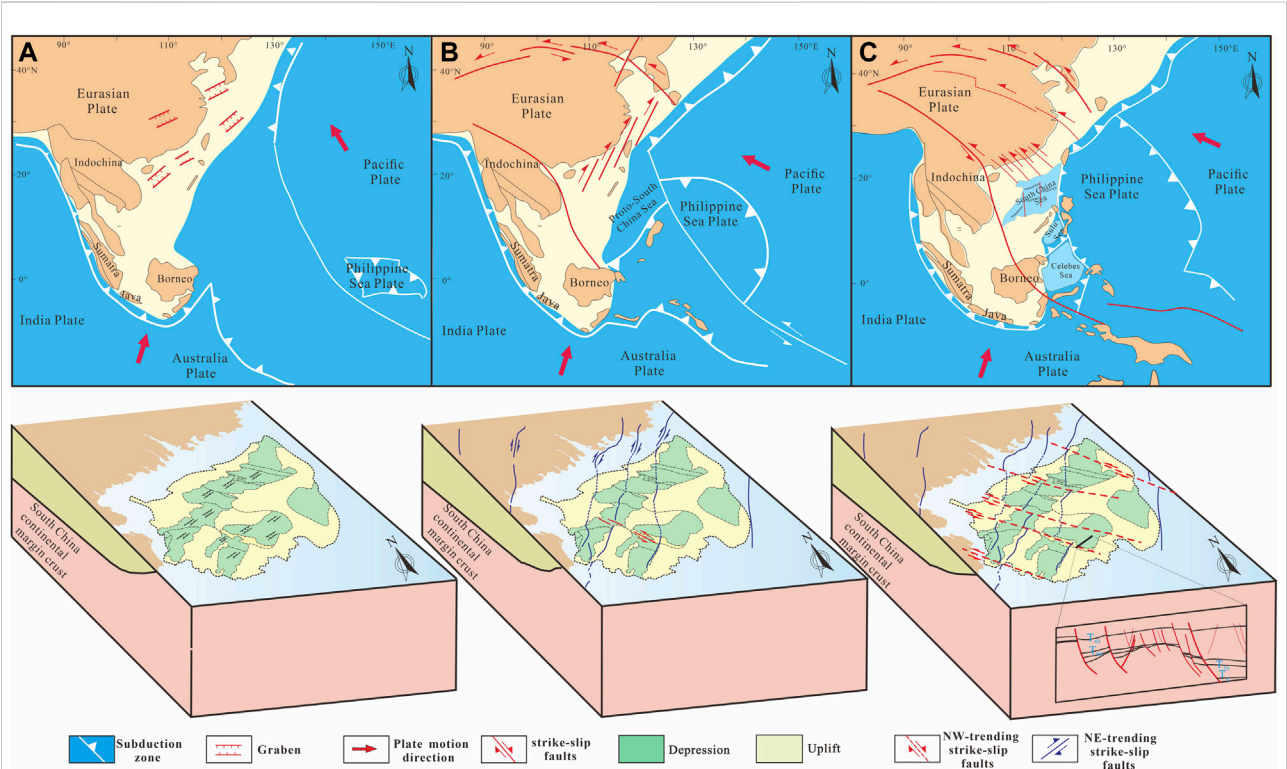 A
90°
110°
130°
150°E
N
40°N
Eurasian
Plate
Indochina
20°
Pacific
Plate
Sumatra
Borneo
Philippine
Sea Plate
0°
Java
India Plate
Australia
Plate
B
90°
110°
130°
150°E
N
40°N
Eurasian
Plate
Indochina
20°
Pacific
Plate
Proto-South
China Sea
Philippine
Sea Plate
Sumatra
Borneo
0°
Java
India Plate
Australia
Plate
C
90°
110°
130°
150°E
N
40°N
Eurasian
Plate
Indochina
20°
South China
Sea
Philippine
Sea Plate
Pacific
Plate
Sulu
Sea
Celebes
Sea
Sumatra
Borneo
0°
Java
India Plate
Australia
Plate
South China
continental
margin crust
N
South China
continental
margin crust
N
South China
continental
margin crust
N
Subduction
zone
Graben
Plate motion
direction
strike-slip
faults
Depression
Uplift
NW-trending
strike-slip
faults
NE-trending
strike-slip
faults